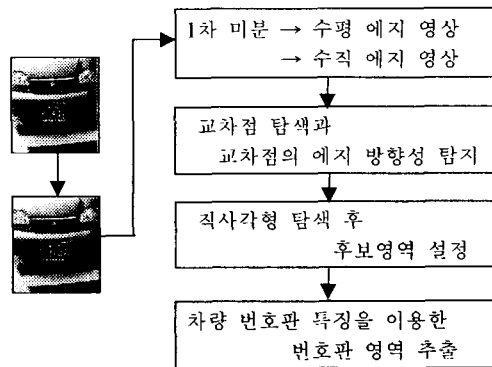 1차 미분 → 수평 에지 영상
→ 수직 에지 영상
교차점 탐색과
교차점의 에지 방향성 탐지
직사각형 탐색 후
후보영역 설정
차량 번호판 특징을 이용한
번호판 영역 추출